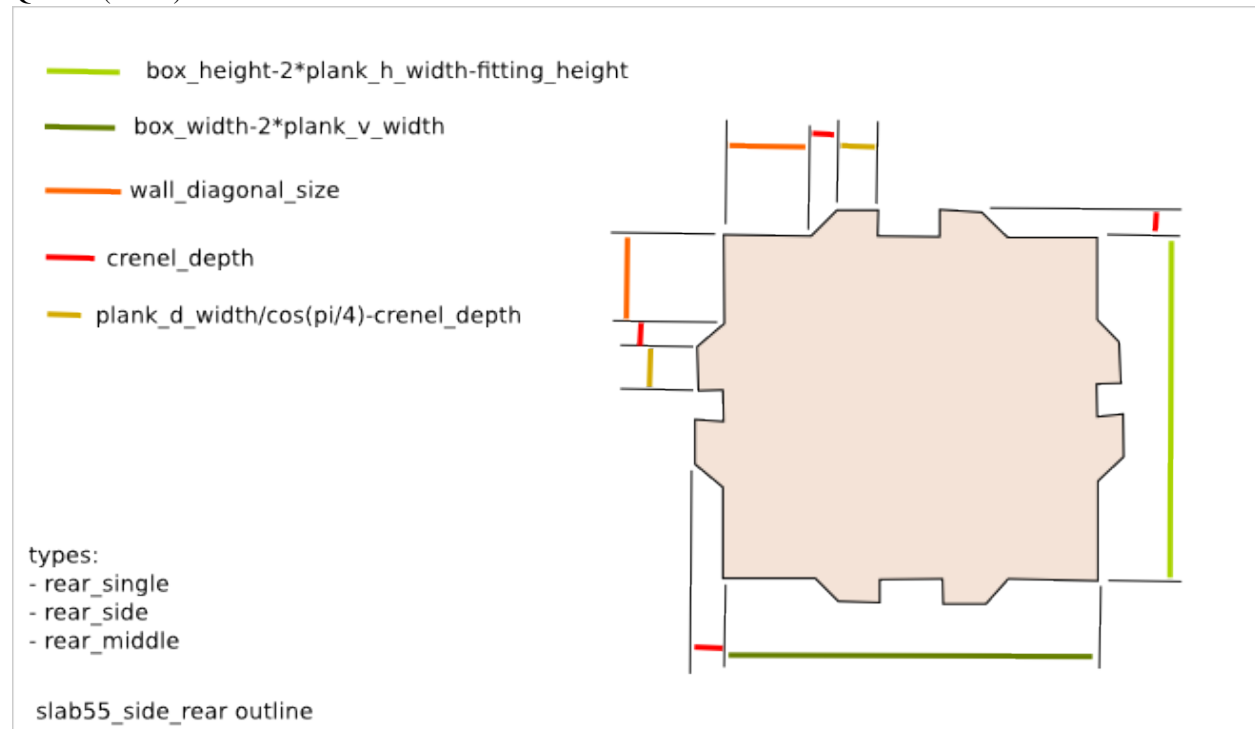 box_height-2*plank_h_width-fitting_height
box_width-2*plank_v_width
wall_diagonal_size
crenel_depth
plank_d_width/cos(pi/4)-crenel_depth
types:
- rear_single
- rear_side
- rear_middle
slab55_side_rear outline